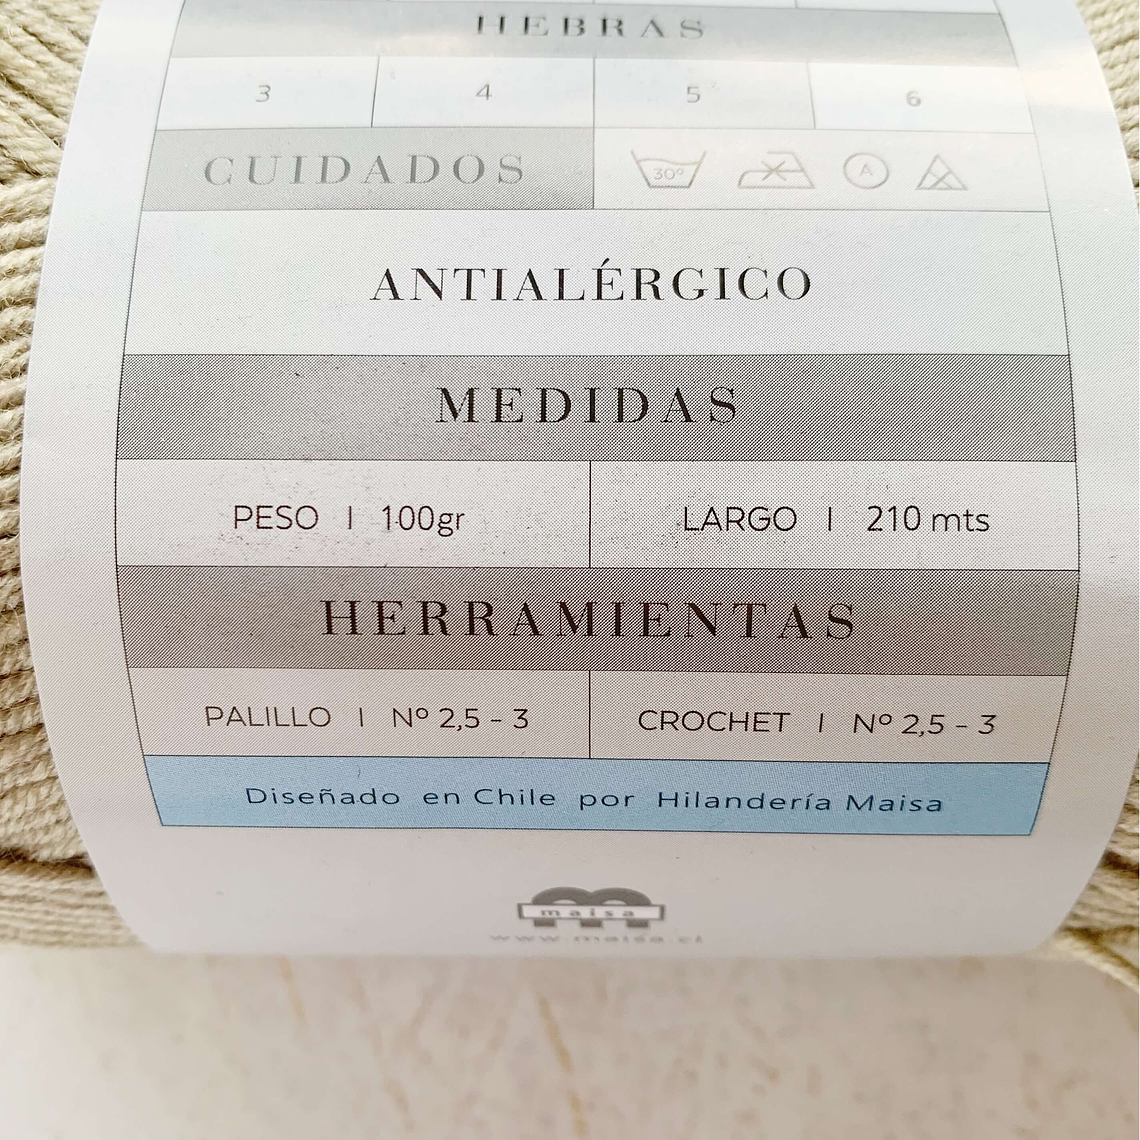 HEBRAS
3 4 5 6
CUIDADOS 30° A
ANTIALÉRGICO
MEDIDAS
PESO | 100gr LARGO | 210 mts
HERRAMIENTAS
PALILLO | Nº 2,5 - 3 CROCHET | Nº 2,5 - 3
Diseñado en Chile por Hilandería Maisa
maisa
www.maisa.cl